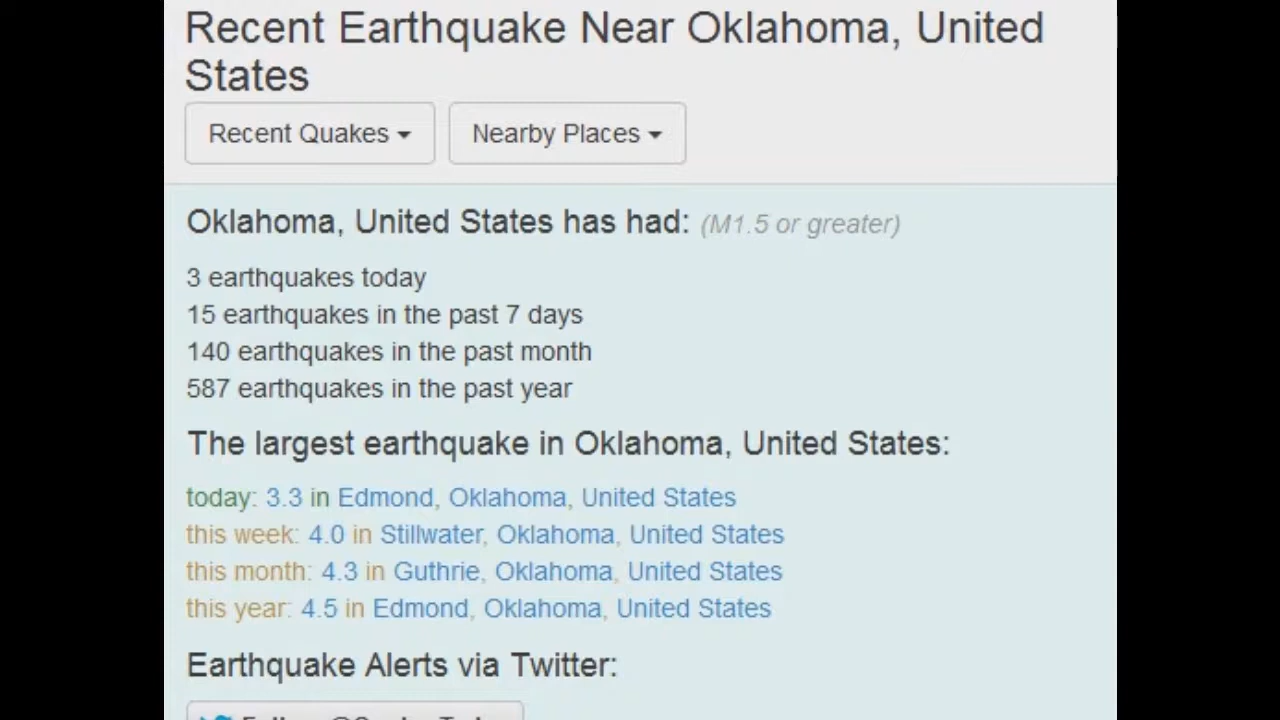 Recent Earthquake Near Oklahoma, United
States
Recent Quakes
Nearby Places
Oklahoma, United States has had: (M1.5 or greater)
3 earthquakes today
15 earthquakes in the past 7 days
140 earthquakes in the past month
587 earthquakes in the past year
The largest earthquake in Oklahoma, United States:
today: 3.3 in Edmond, Oklahoma, United States
this week: 4.0 in Stillwater, Oklahoma, United States
this month: 4.3 in Guthrie, Oklahoma, United States
this year: 4.5 in Edmond, Oklahoma, United States
Earthquake Alerts via Twitter: